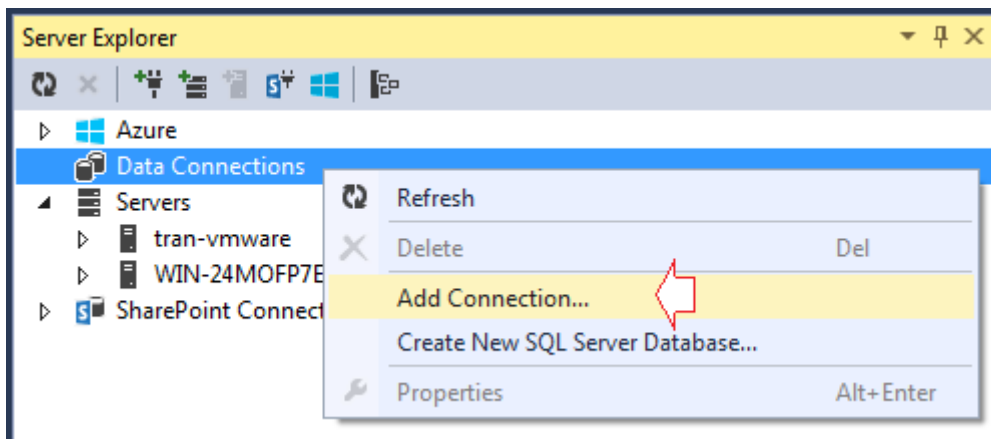 Server Explorer
Azure
Data Connections
Refresh
Servers
tran-vmware
Delete Del
WIN-24MOFP7E
Add Connection...
SharePoint Connect
Create New SQL Server Database...
Properties Alt+Enter